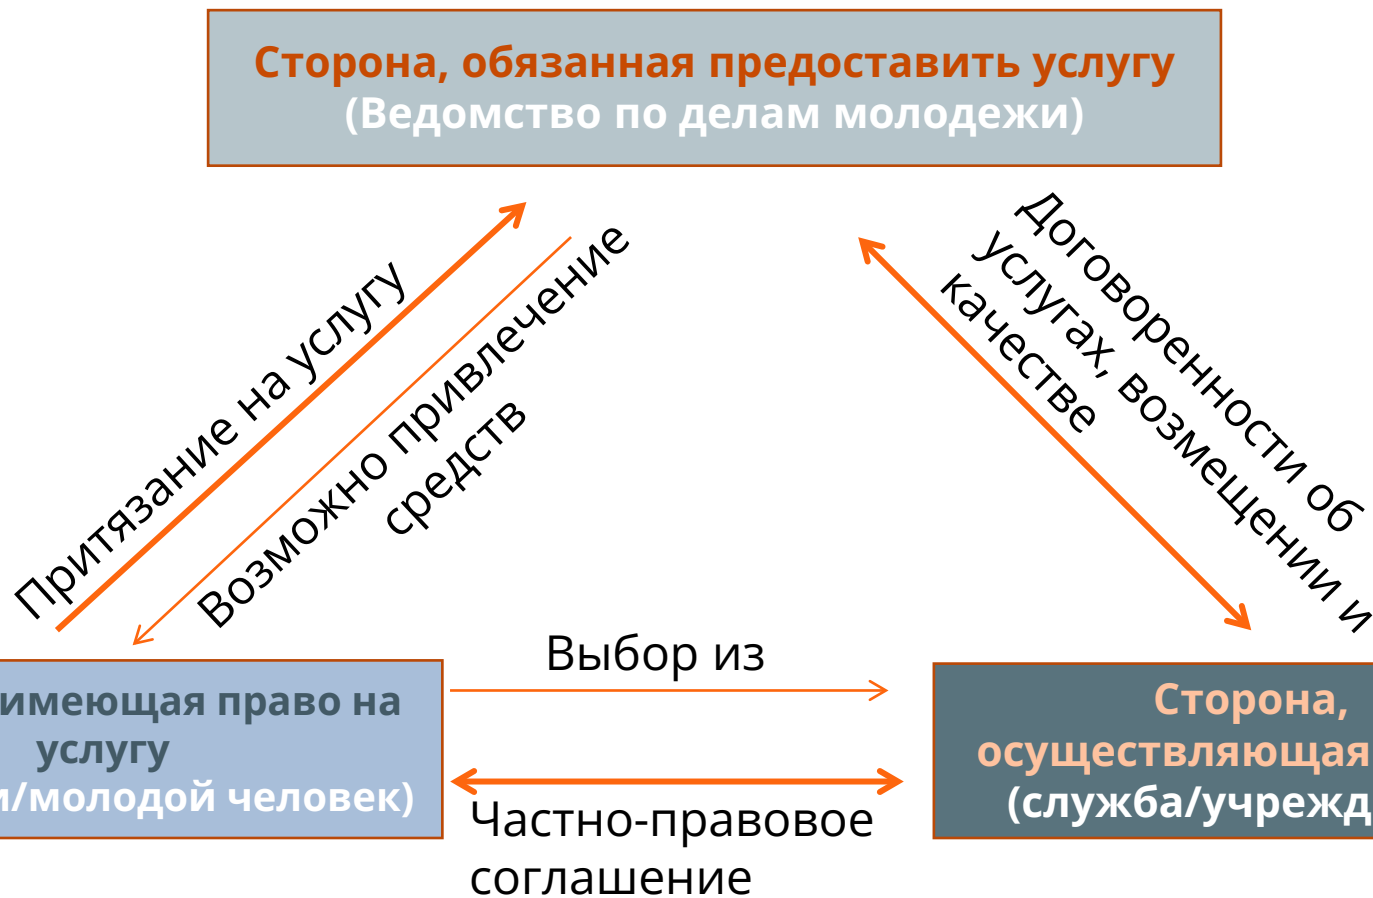 Сторона, обязанная предоставить услугу
(Ведомство по делам молодежи)
Притязание на услугу
Возможно привлечение
средств
Договоренности об
услугах, возмещении и
качестве
имеющая право на
услугу
/молодой человек)
Выбор из
Частно-правовое
соглашение
Сторона,
осуществляющая
(служба/учрежд